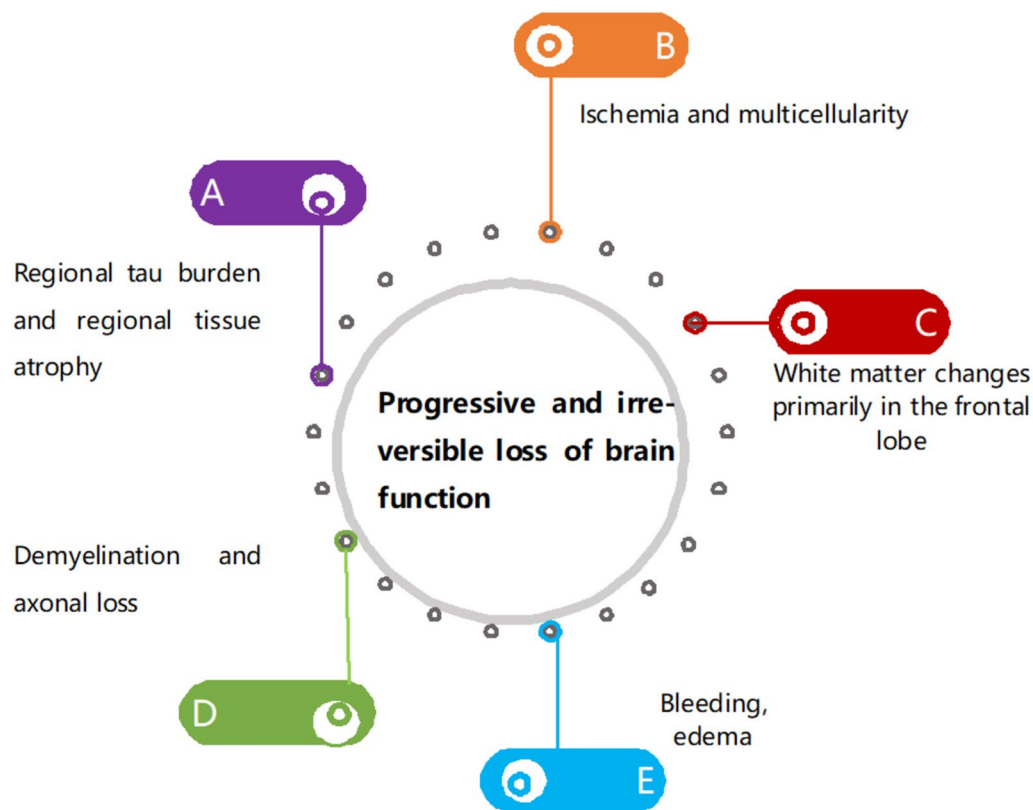 B
Ischemia and multicellularity
A
Regional tau burden
and regional tissue
atrophy
C
White matter changes
primarily in the frontal
lobe
Progressive and irre-
versible loss of brain
function
Demyelination and
axonal loss
D
Bleeding,
edema
E